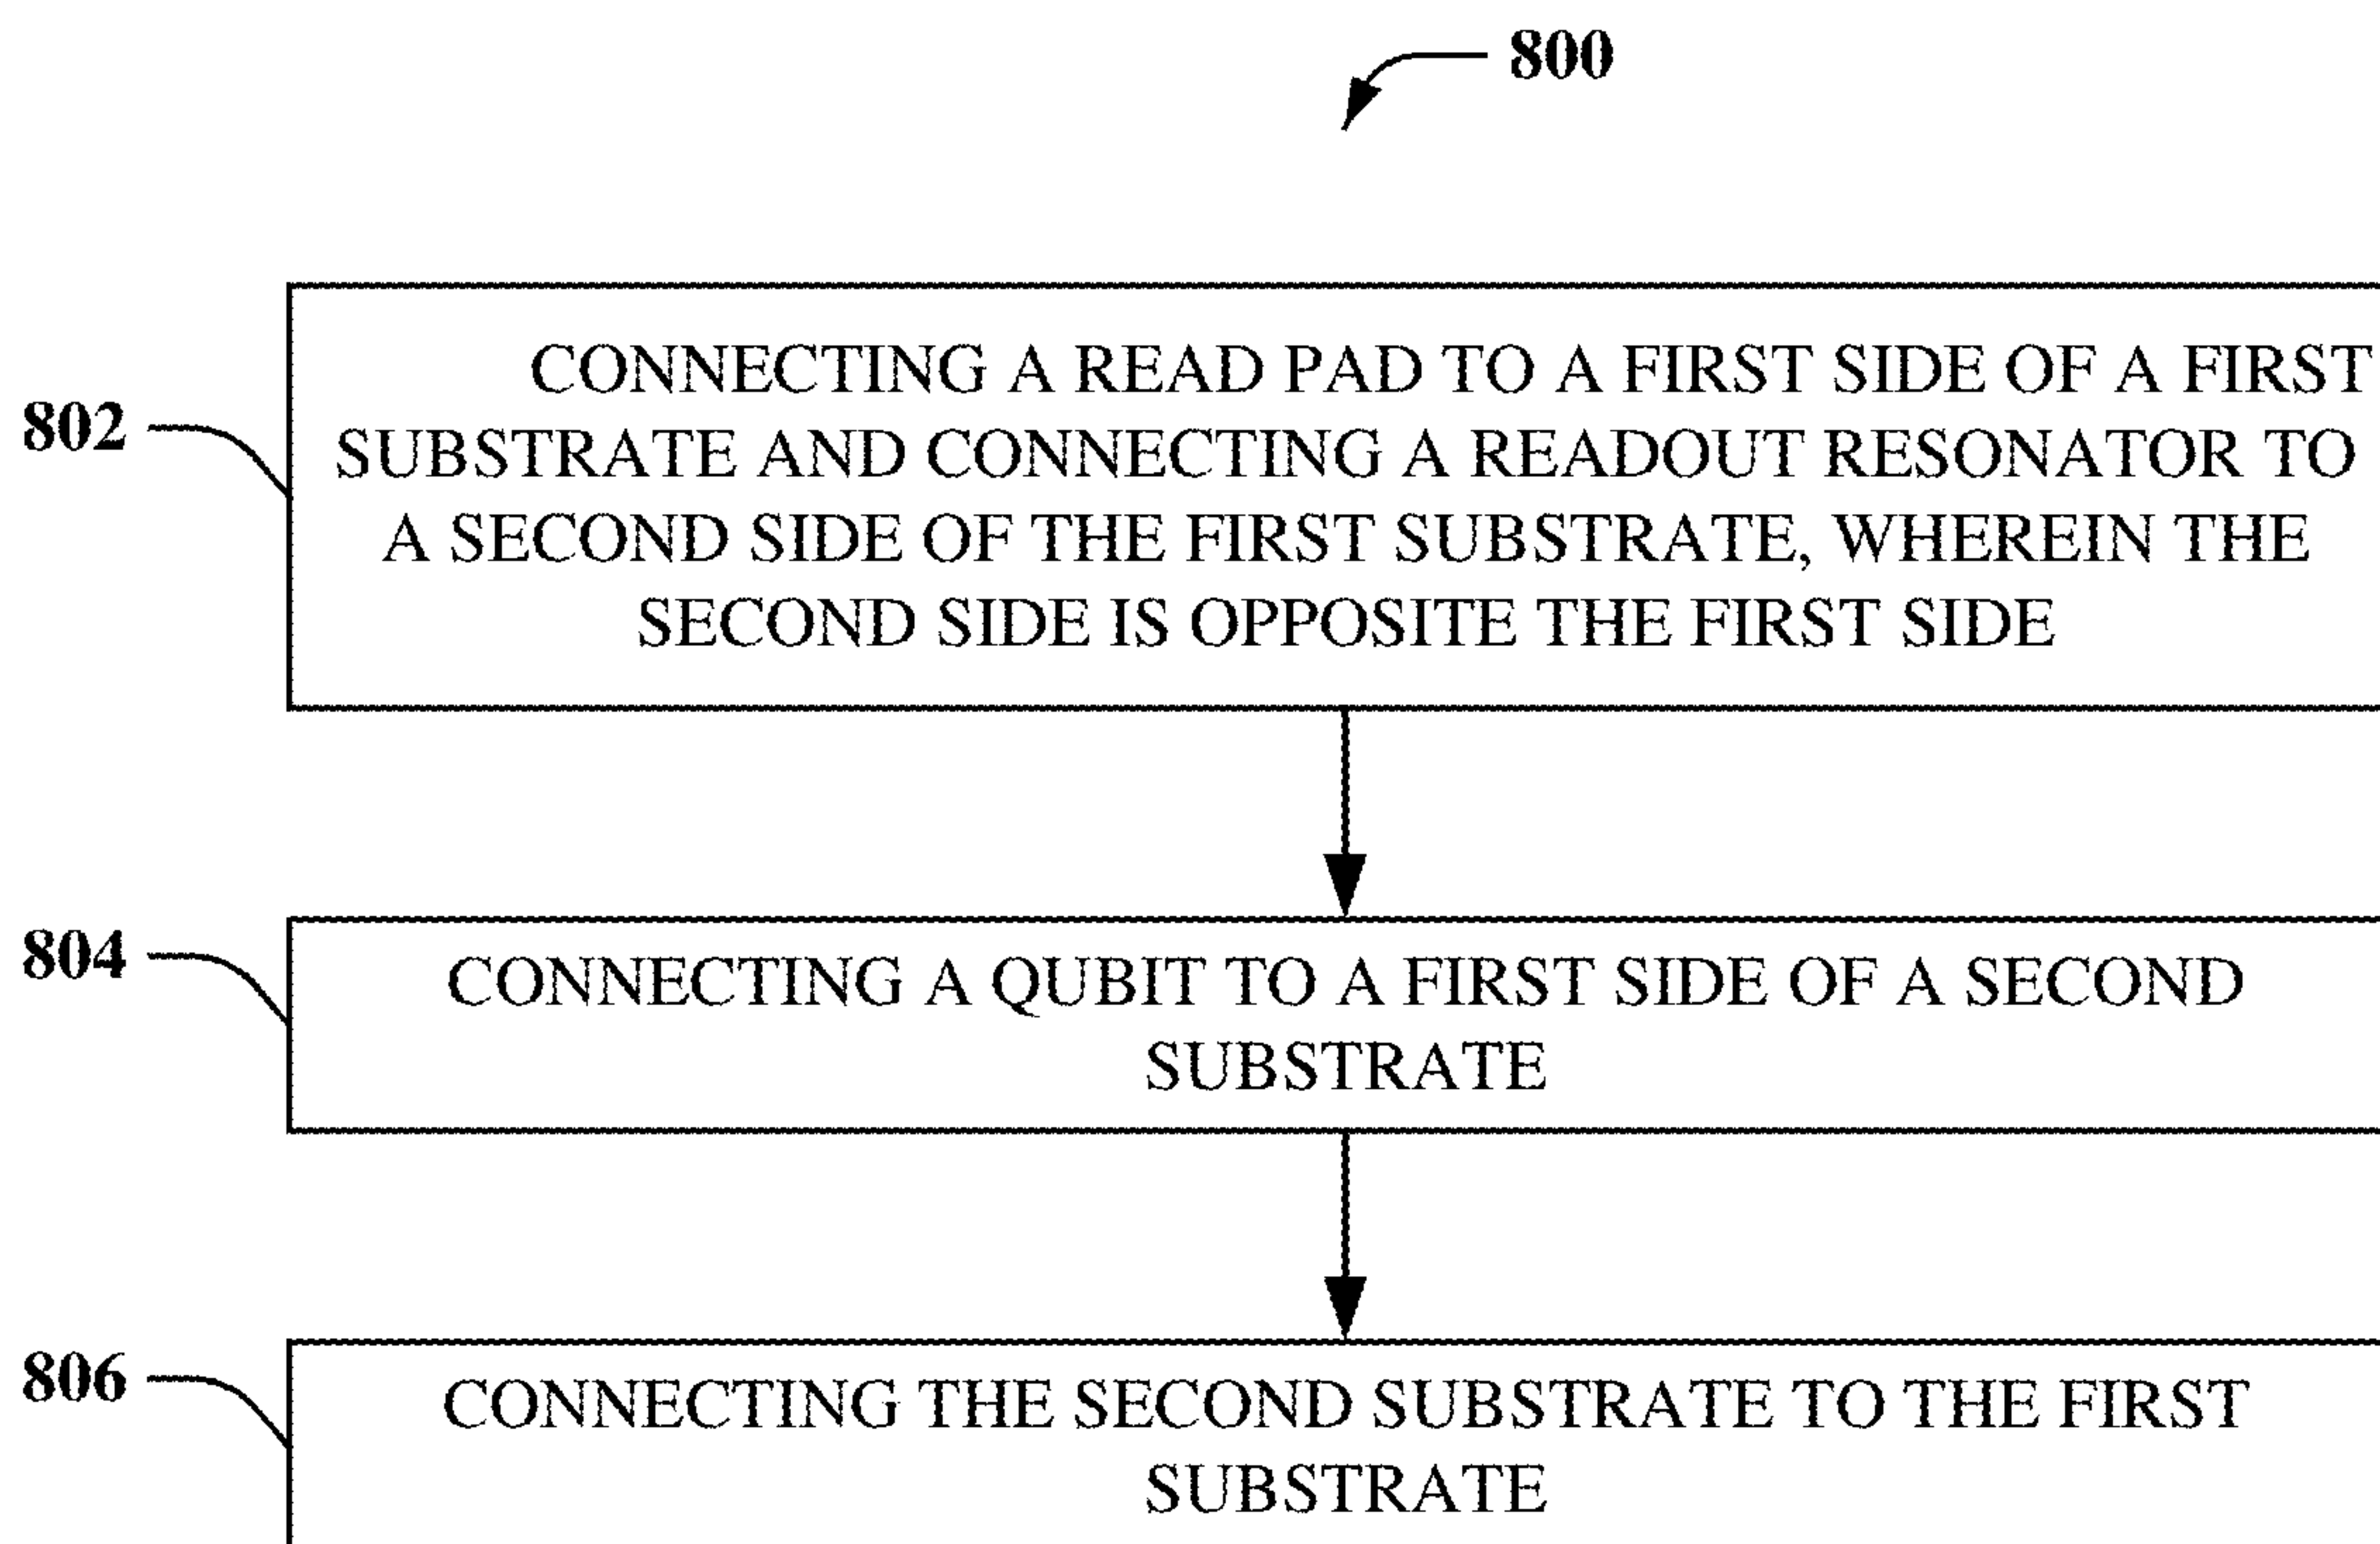 800
802
CONNECTING A READ PAD TO A FIRST SIDE OF A FIRST
SUBSTRATE AND CONNECTING A READOUT RESONATOR TO
A SECOND SIDE OF THE FIRST SUBSTRATE, WHEREIN THE
SECOND SIDE IS OPPOSITE THE FIRST SIDE
804
CONNECTING A QUBIT TO A FIRST SIDE OF A SECOND
SUBSTRATE
806
CONNECTING THE SECOND SUBSTRATE TO THE FIRST
SUBSTRATE